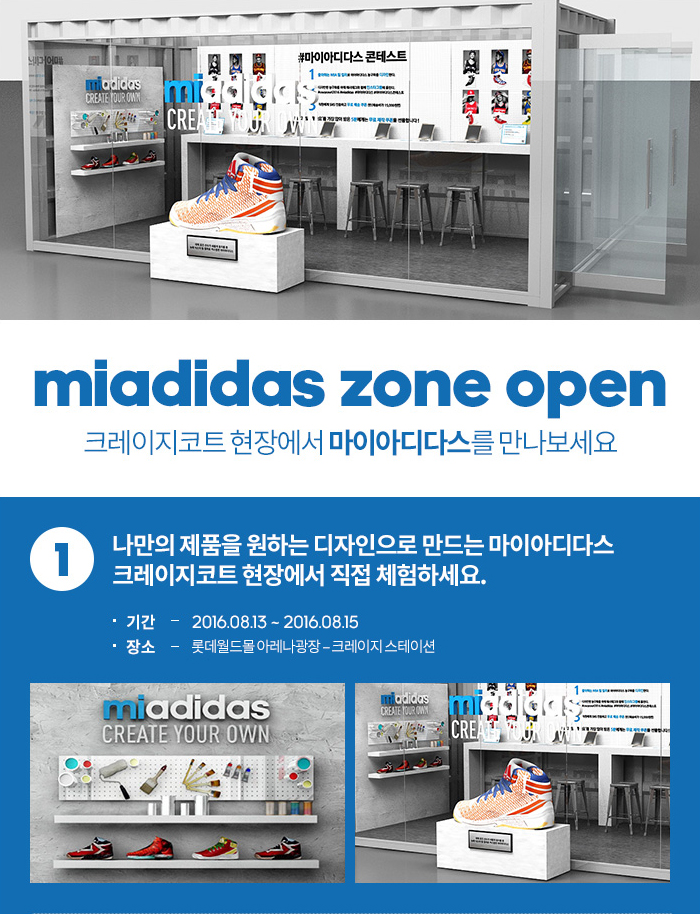 #마이아디다스 콘테스트
miadidas
CREATE YOUR OWN
miadidas
CREATE YOUR OWN
1
3
miadidas zone open
크레이지코트 현장에서 마이아디다스를 만나보세요
1
나만의 제품을 원하는 디자인으로 만드는 마이아디다스
크레이지코트 현장에서 직접 체험하세요.
· 기간 – 2016.08.13 ~ 2016.08.15
· 장소 – 롯데월드몰 아레나광장 – 크레이지 스테이션
miadidas
CREATE YOUR OWN
miadidas
CREATE YOUR OWN
1
3